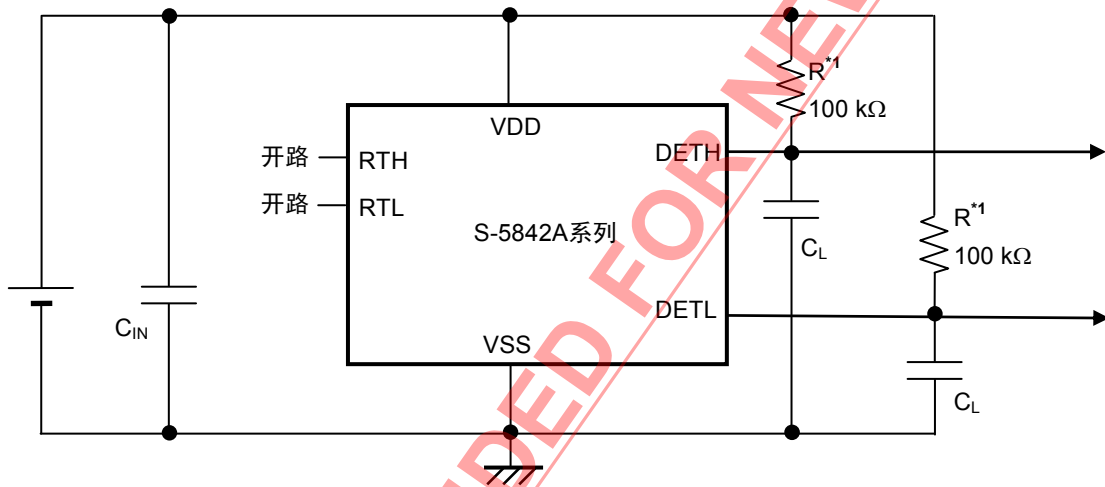 R*1
100 kΩ
VDD
开路
RTH
DETH
开路
RTL
S-5842A系列
CL
R*1
100 kΩ
CIN
DETL
VSS
CL
DED FOR NEW